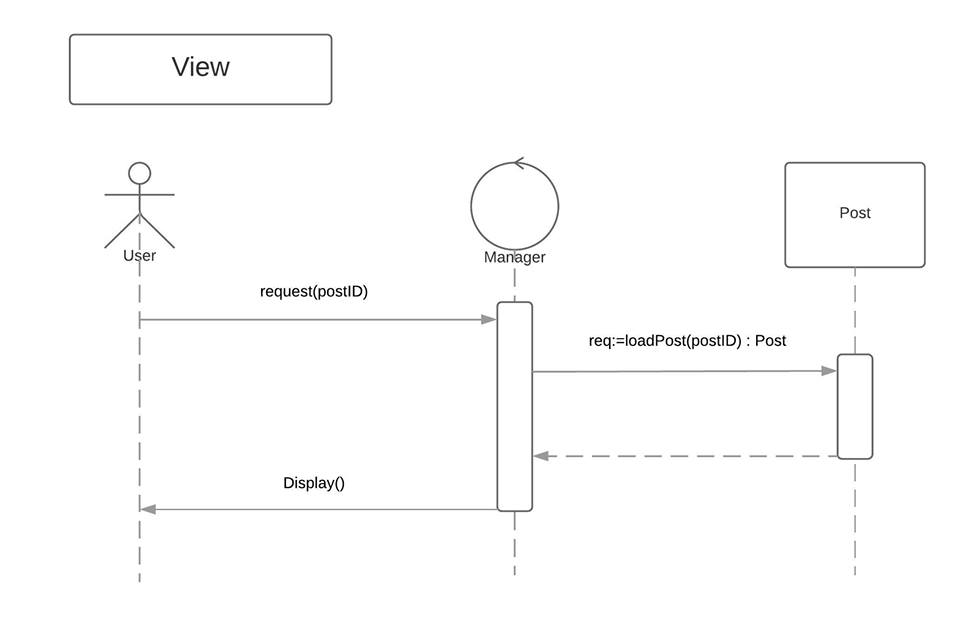 View
User
Manager
Post
request(postID)
req:=loadPost(postID) : Post
Display()